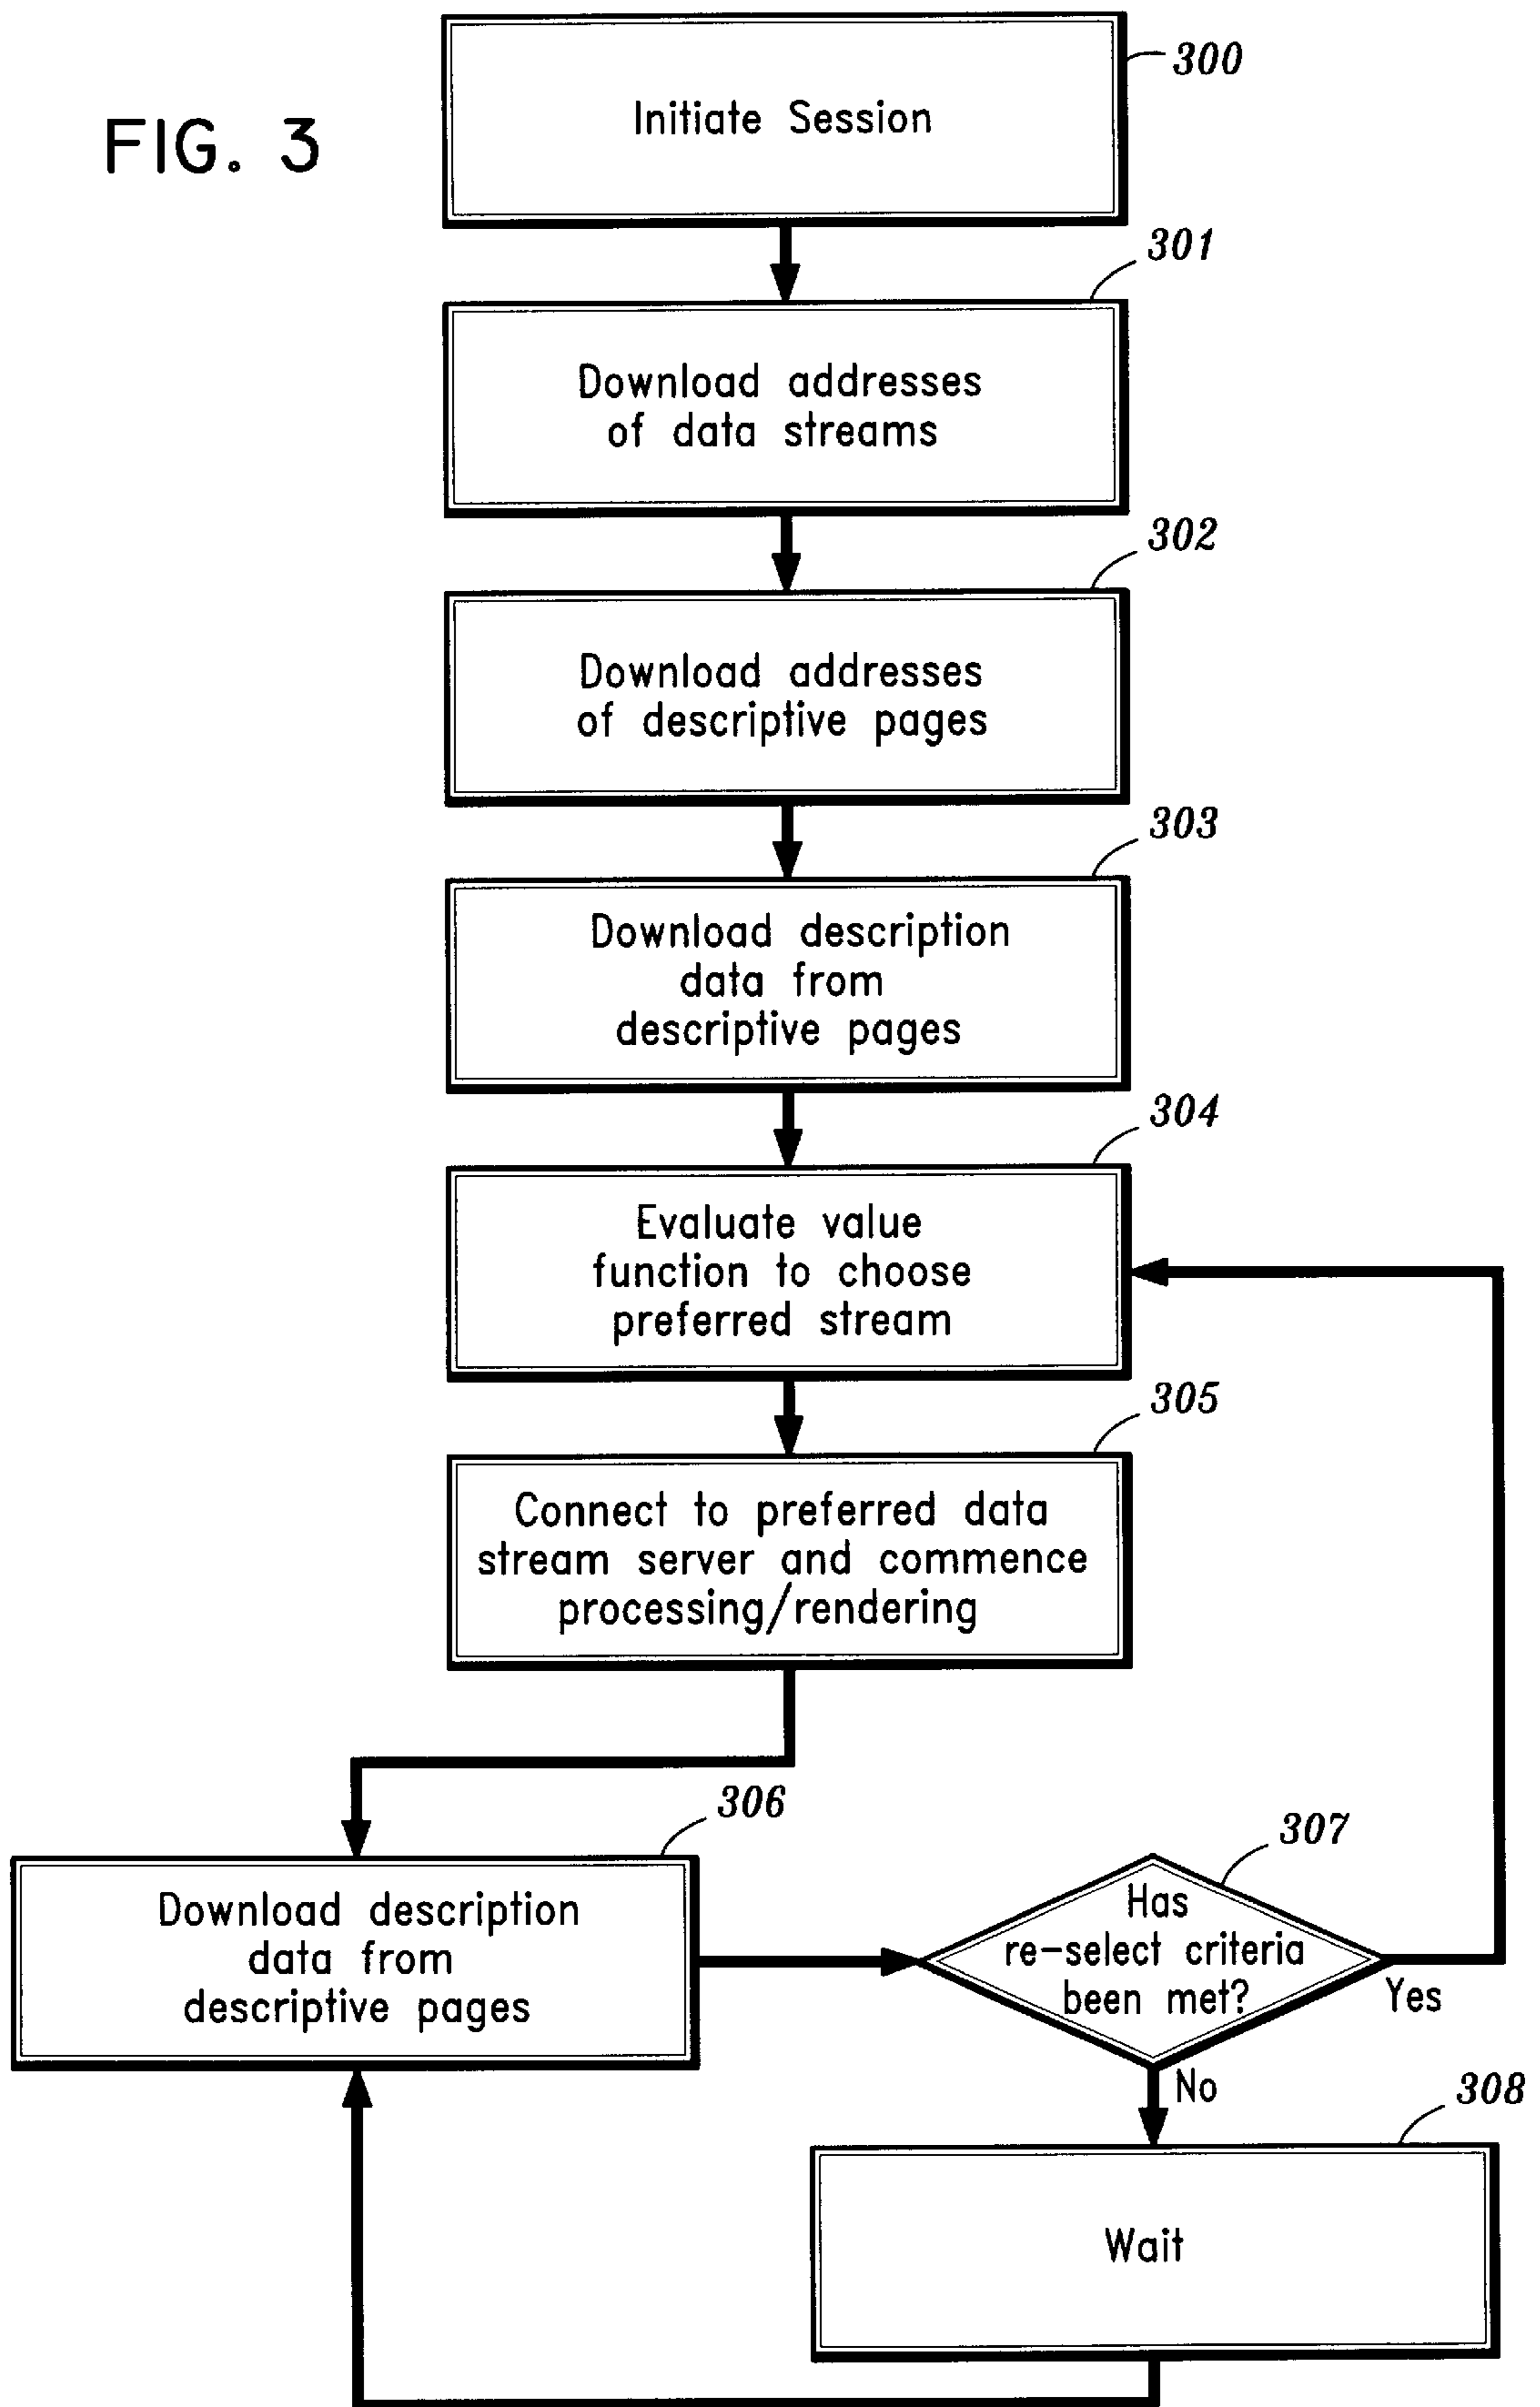 FIG. 3
300
Initiate Session
301
Download addresses
of data streams
302
Download addresses
of descriptive pages
303
Download description
data from
descriptive pages
304
Evaluate value
function to choose
preferred stream
305
Connect to preferred data
stream server and commence
processing/rendering
306
Download description
data from
descriptive pages
307
Has
re-select criteria
been met?
Yes
No
308
Wait